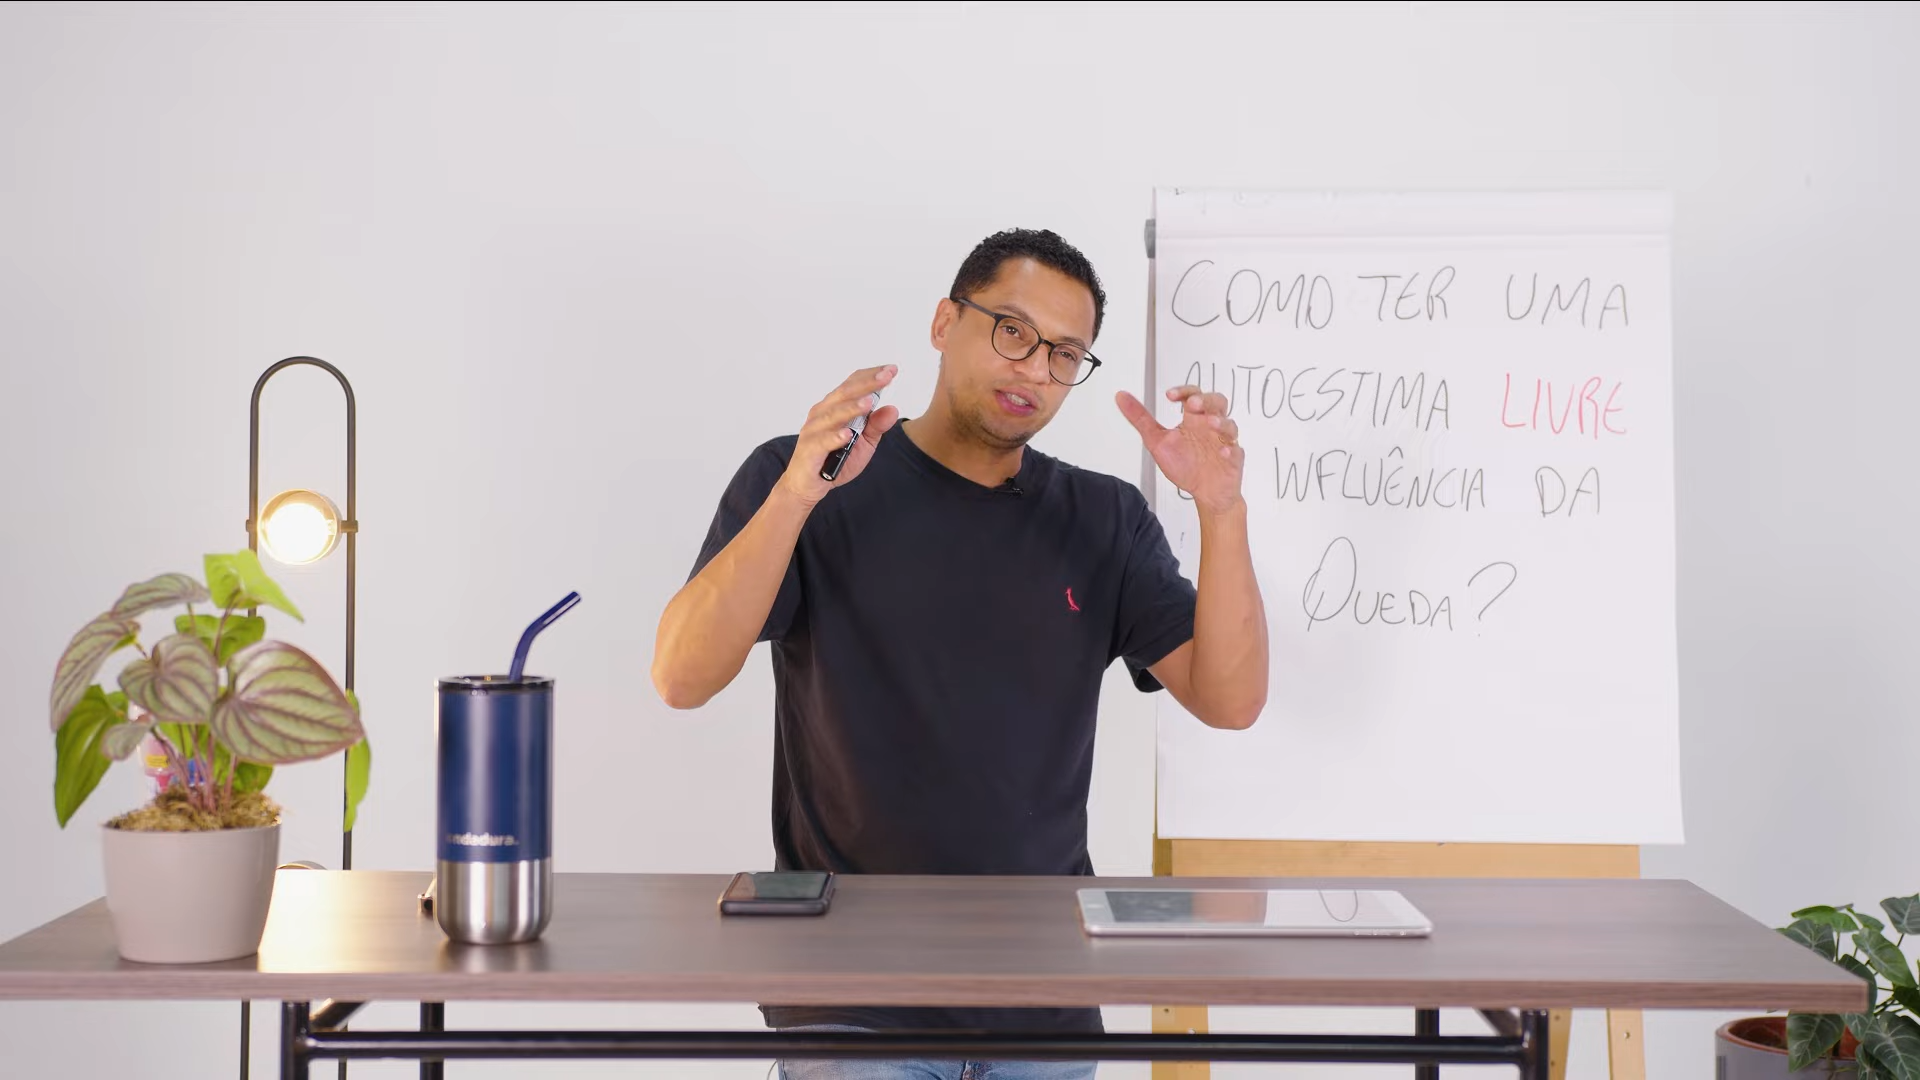 COMO TER UMA
AUTOESTIMA LIVRE
INFLUÊNCIA DA
QUEDA?